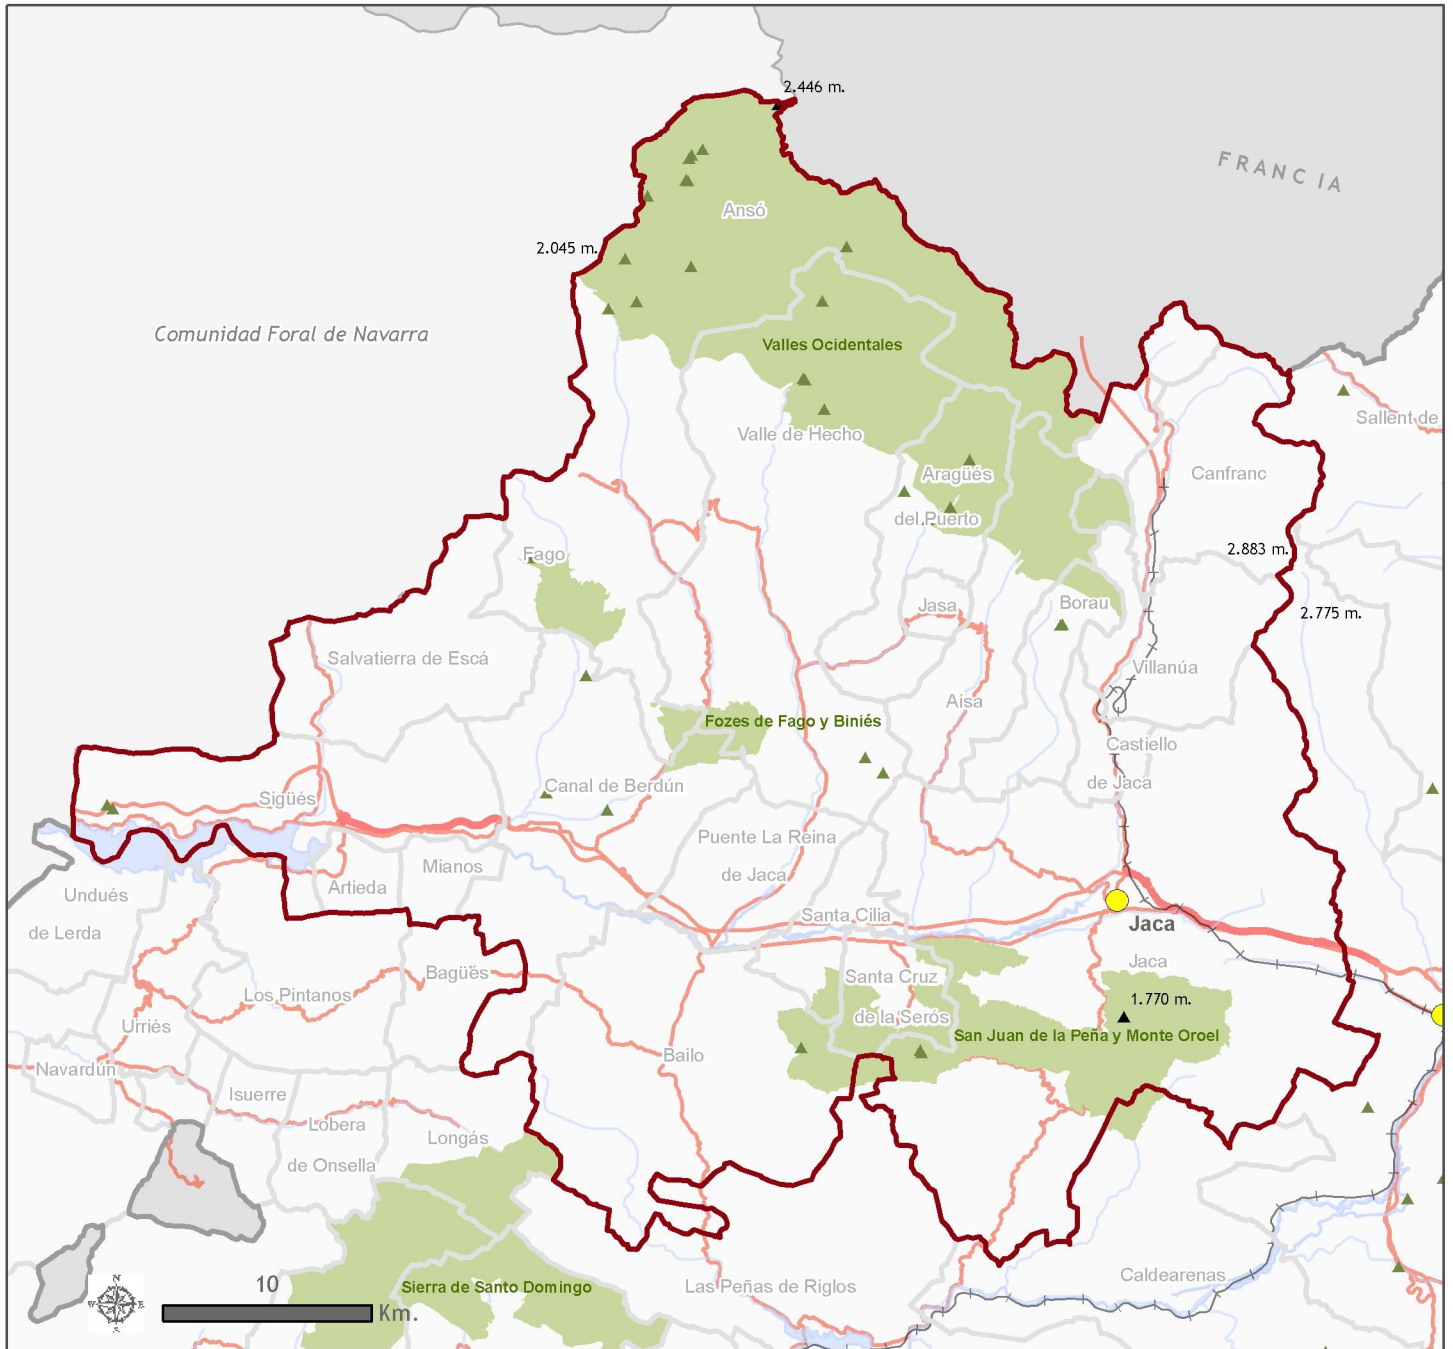 2.446 m.
FRANCIA
Ansó
2.045 m.
Comunidad Foral de Navarra
Valles Ocidentales
Sallent de
Valle de Hecho
Aragüés
del Puerto
Canfranc
2.883 m.
Fago
Jasa
Borau
2.775 m.
Salvatierra de Escá
Villanúa
Aísa
Fozes de Fago y Biniés
Castiello
de Jaca
Canal de Berdún
Sigüés
Puente La Reina
de Jaca
Mianos
Artieda
Undués
de Lerda
Santa Cilia
Jaca
Jaca
Bagüés
Santa Cruz
de la Serós
Los Pintanos
1.770 m.
Urriés
San Juan de la Peña y Monte Oroel
Bailo
Navardún
Isuerre
Lobera
de Onsella
Longás
Caldearenas
Sierra de Santo Domingo
Las Peñas de Riglos
N
W
E
S
10
Km.